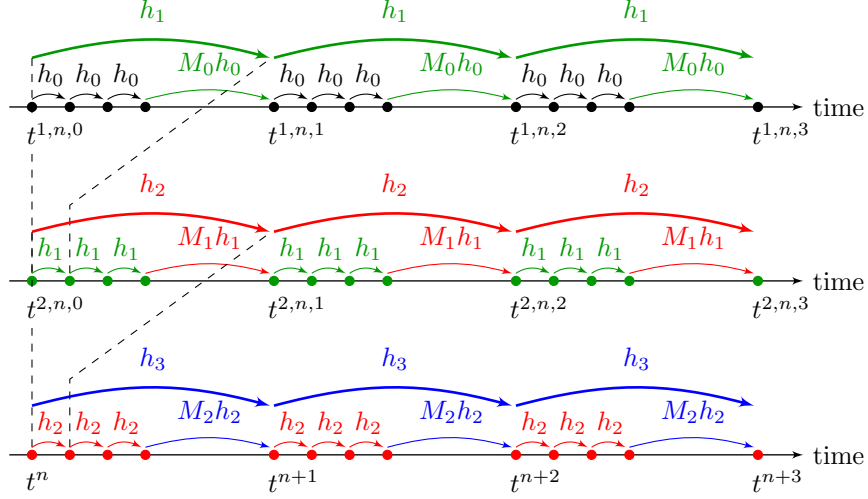 h_1 h_1 h_1
h_0 h_0 h_0 M_0h_0 h_0 h_0 h_0 M_0h_0 h_0 h_0 h_0 M_0h_0
time
t^{1,n,0} t^{1,n,1} t^{1,n,2} t^{1,n,3}
h_2 h_2 h_2
h_1 h_1 h_1 M_1h_1 h_1 h_1 h_1 M_1h_1 h_1 h_1 h_1 M_1h_1
time
t^{2,n,0} t^{2,n,1} t^{2,n,2} t^{2,n,3}
h_3 h_3 h_3
h_2 h_2 h_2 M_2h_2 h_2 h_2 h_2 M_2h_2 h_2 h_2 h_2 M_2h_2
time
t^n t^{n+1} t^{n+2} t^{n+3}